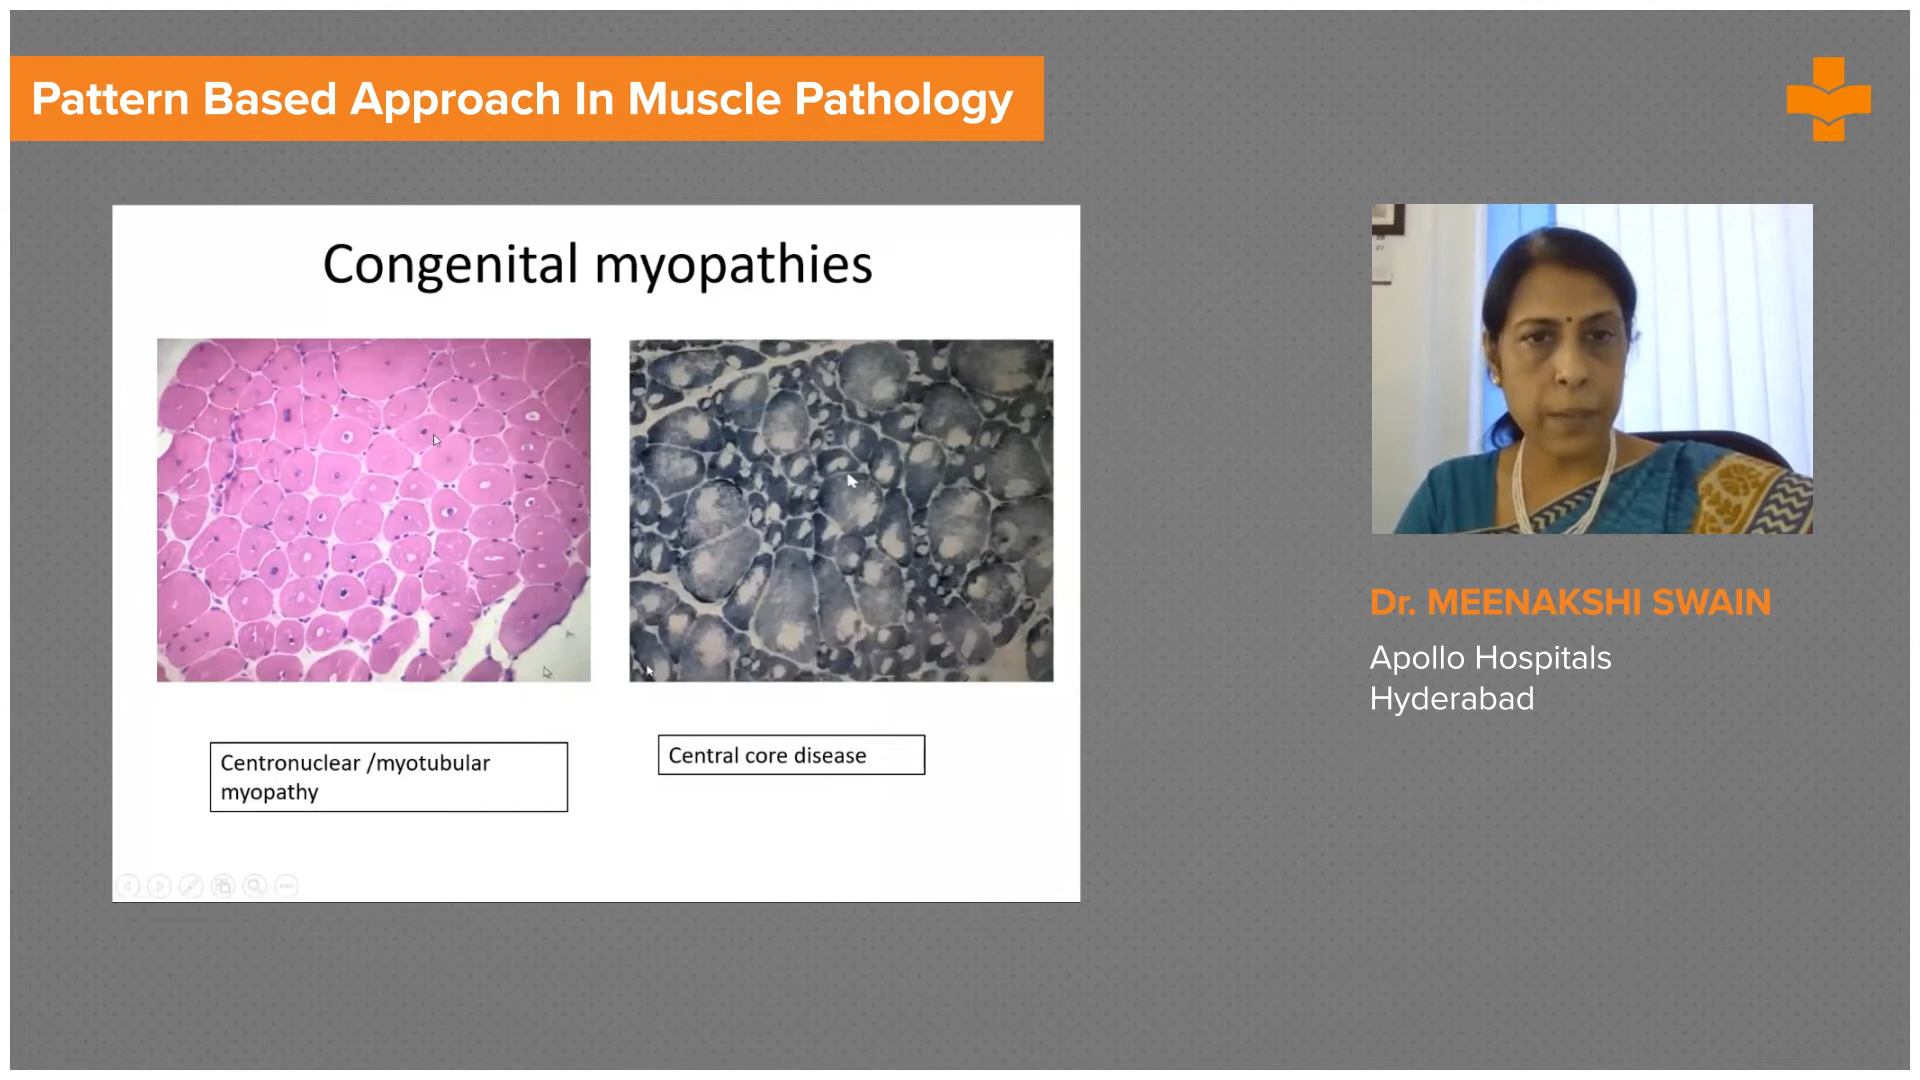 Pattern Based Approach In Muscle Pathology
Congenital myopathies
Centronuclear /myotubular
myopathy
Central core disease
Dr. MEENAKSHI SWAIN
Apollo Hospitals
Hyderabad